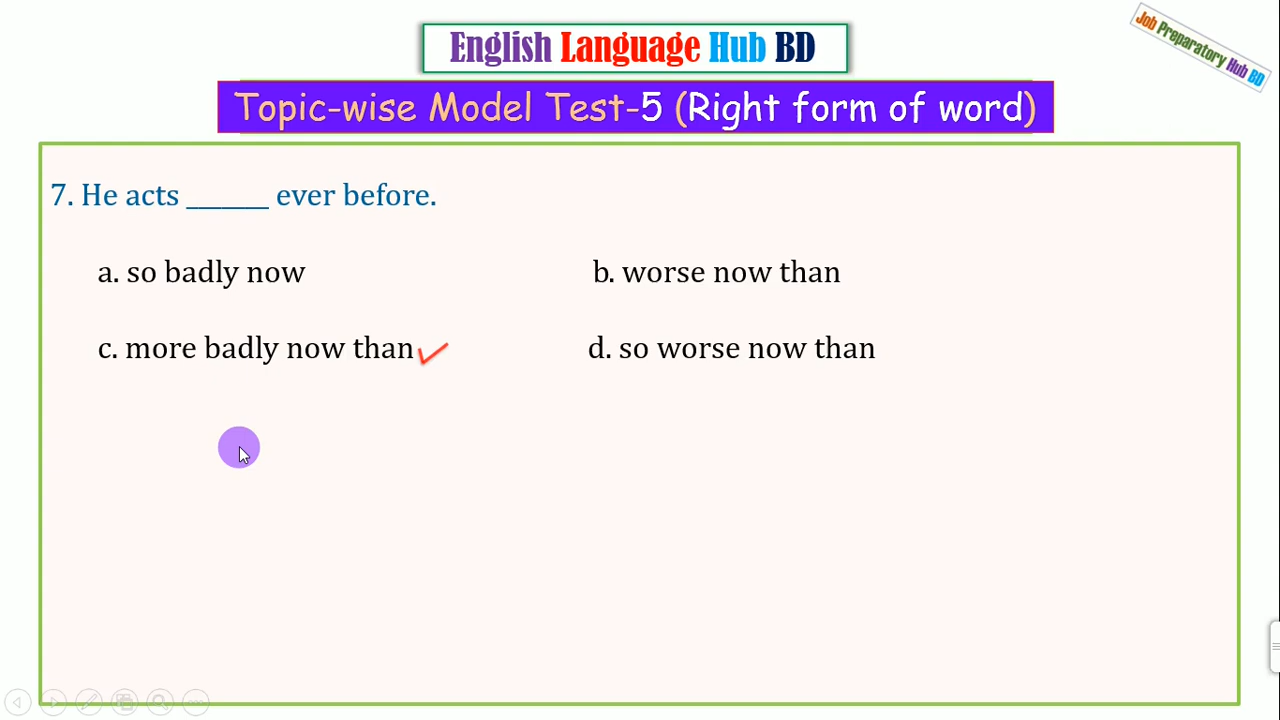 English Language Hub BD
Job Preparatory Hub BD
Topic-wise Model Test-5 (Right form of word)
7. He acts ______ ever before.
a. so badly now
b. worse now than
c. more badly now than
d. so worse now than